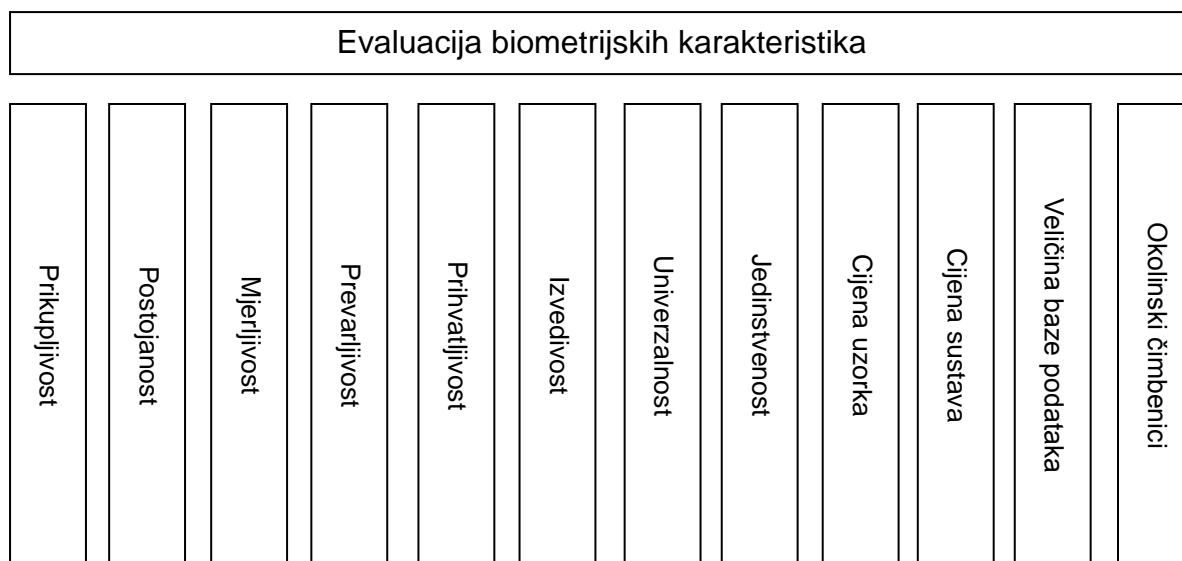 Evaluacija biometrijskih karakteristika
Prikupljivost
Postojanost
Mjerljivost
Prevarljivost
Prihvatljivost
Izvedivost
Univerzalnost
Jedinstvenost
Cijena uzorka
Cijena sustava
Veličina baze podataka
Okolinski čimbenici